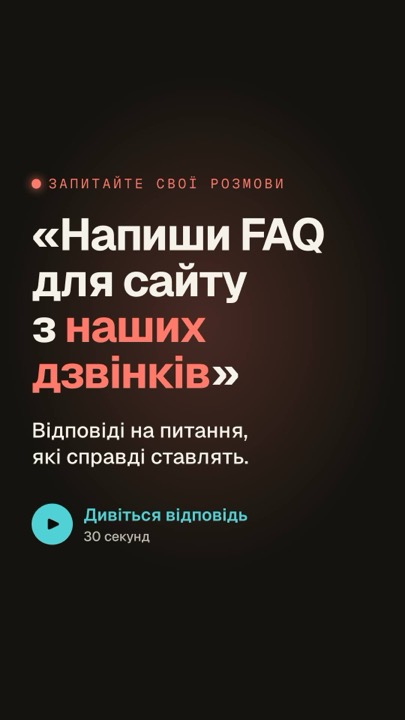 ЗАПИТАЙТЕ СВОЇ РОЗМОВИ
«Напиши FAQ
для сайту
з наших
дзвінків»
Відповіді на питання,
які справді ставлять.
Дивіться відповідь
30 секунд